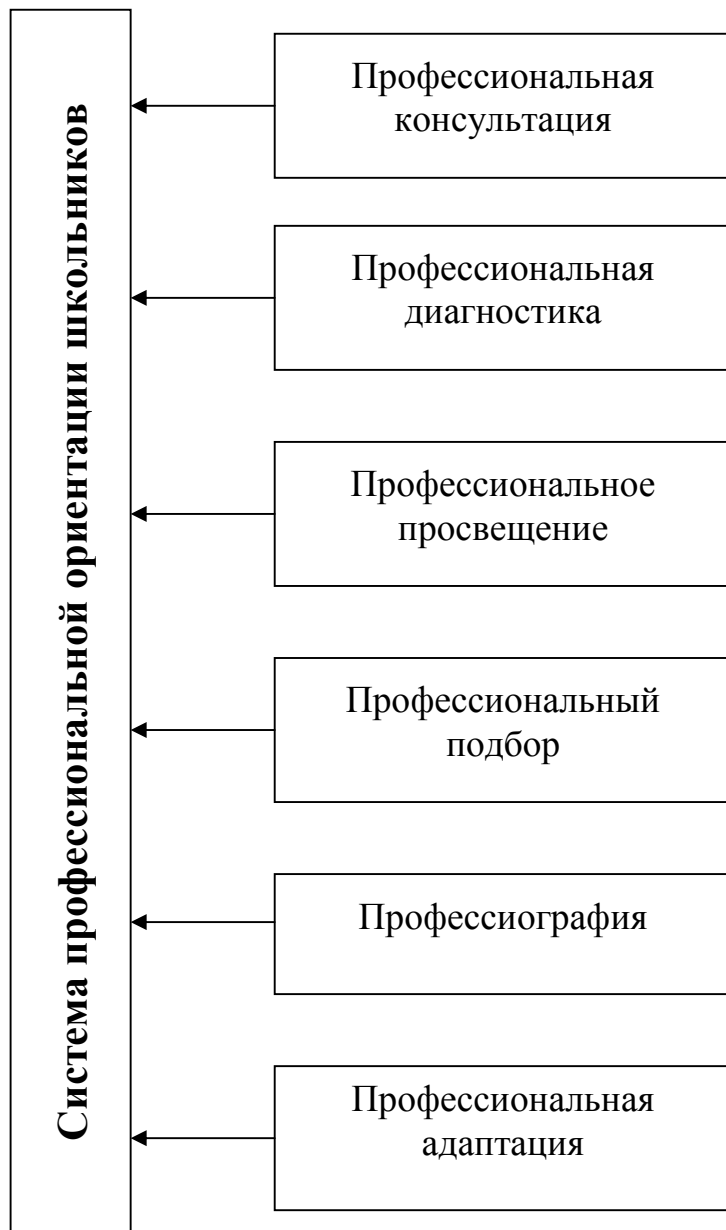 Система профессиональной ориентации школьников
Профессиональная
консультация
Профессиональная
диагностика
Профессиональное
просвещение
Профессиональный
подбор
Профессиография
Профессиональная
адаптация